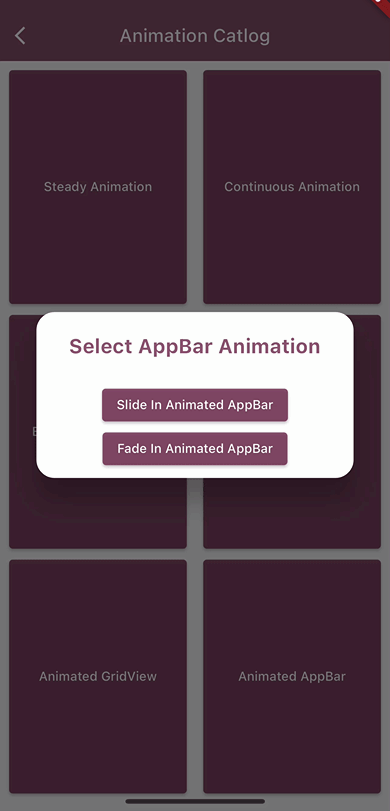 Animation Catlog
Steady Animation
Continuous Animation
Select AppBar Animation
Slide In Animated AppBar
Fade In Animated AppBar
Animated GridView
Animated AppBar